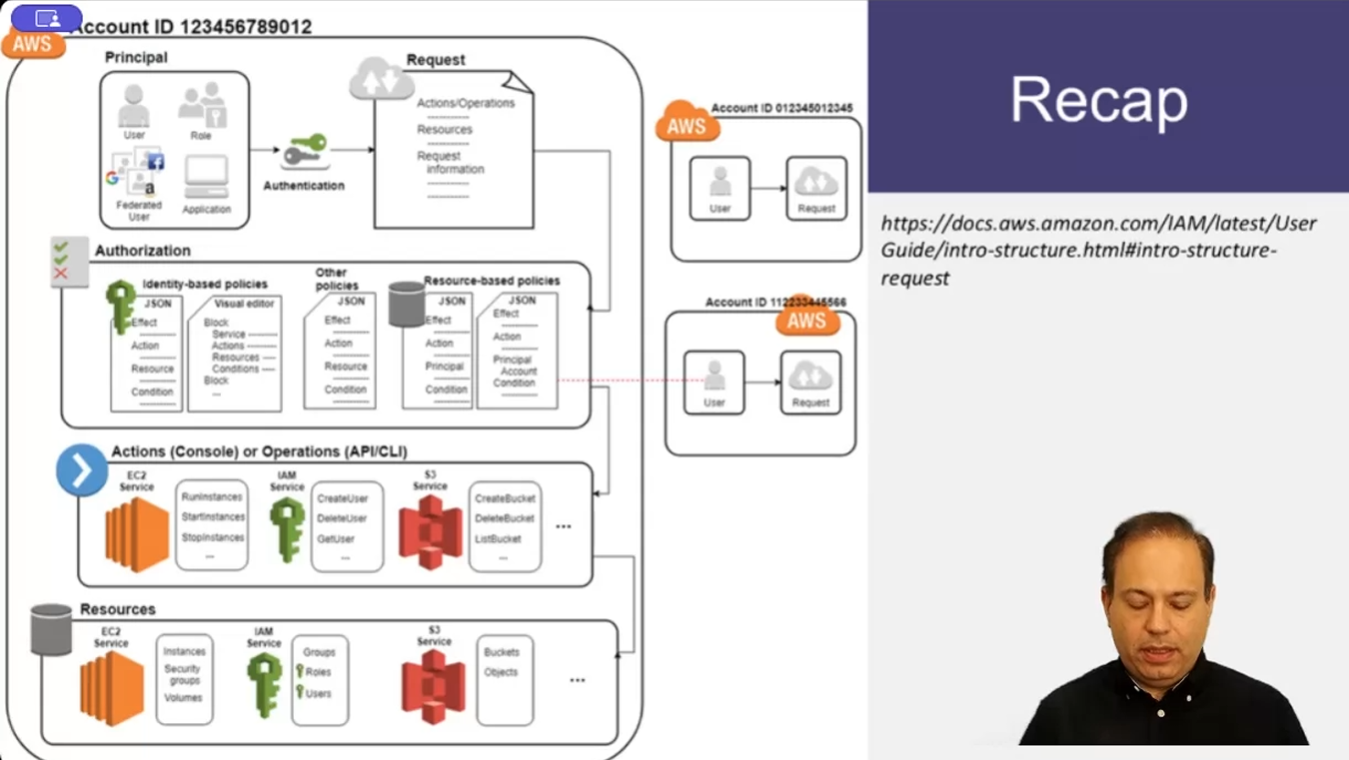 Account ID 123456789012
AWS
Principal
User
Role
Federated
User
Application
Authentication
Request
Actions/Operations
Resources
Request
information
Account ID 012345012345
AWS
User
Request
Authorization
Identity-based policies
JSON
Effect
Action
Resource
Condition
Visual editor
Block
Service
Actions
Resources
Conditions
Block
...
Other
policies
JSON
Effect
Action
Resource
Condition
Resource-based policies
JSON
Effect
Action
Principal
Condition
JSON
Effect
Action
Principal
Account
Condition
Account ID 112233445566
AWS
User
Request
Actions (Console) or Operations (API/CLI)
EC2
Service
RunInstances
StartInstances
StopInstances
...
IAM
Service
CreateUser
DeleteUser
GetUser
...
S3
Service
CreateBucket
DeleteBucket
ListBucket
...
...
Resources
EC2
Service
Instances
Security
groups
Volumes
IAM
Service
Groups
Roles
Users
S3
Service
Buckets
Objects
...
Recap
https://docs.aws.amazon.com/IAM/latest/User
Guide/intro-structure.html#intro-structure-
request